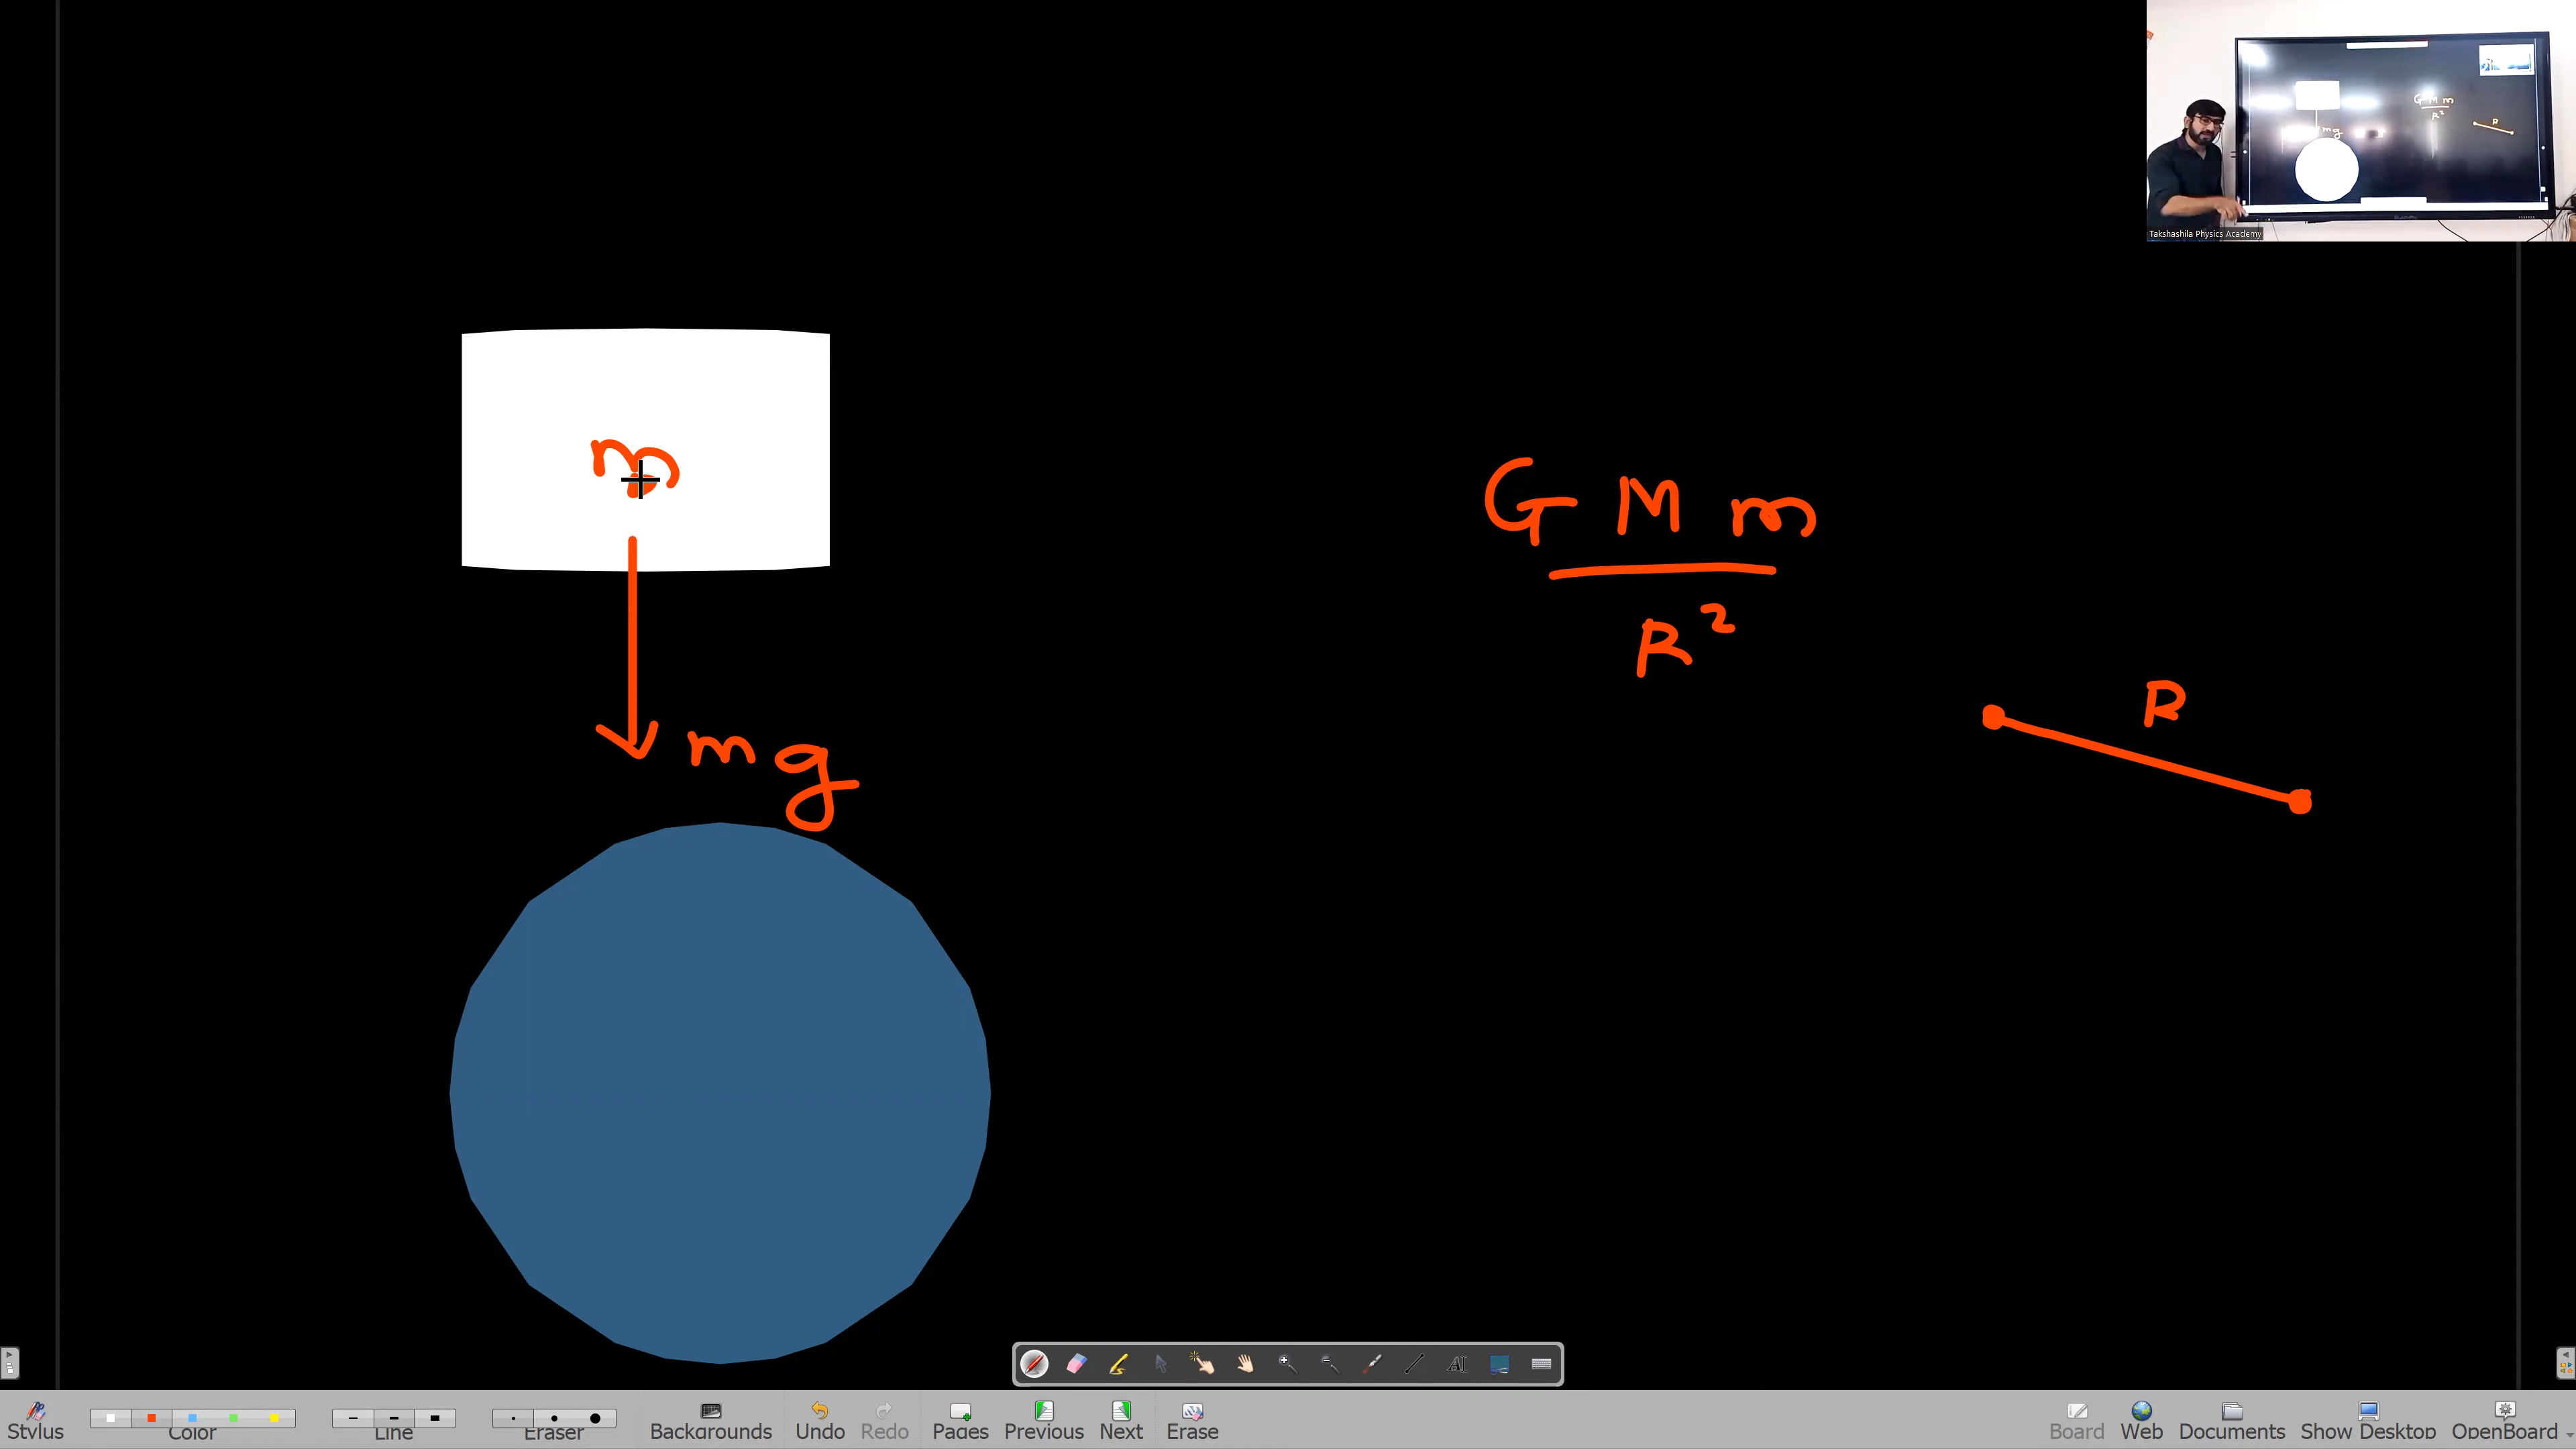 Takshashila Physics Academy
m
mg
G M m
R²
R
Stylus
Color
Line
Eraser
Backgrounds
Undo
Redo
Pages
Previous
Next
Erase
Board
Web
Documents
Show Desktop
OpenBoard